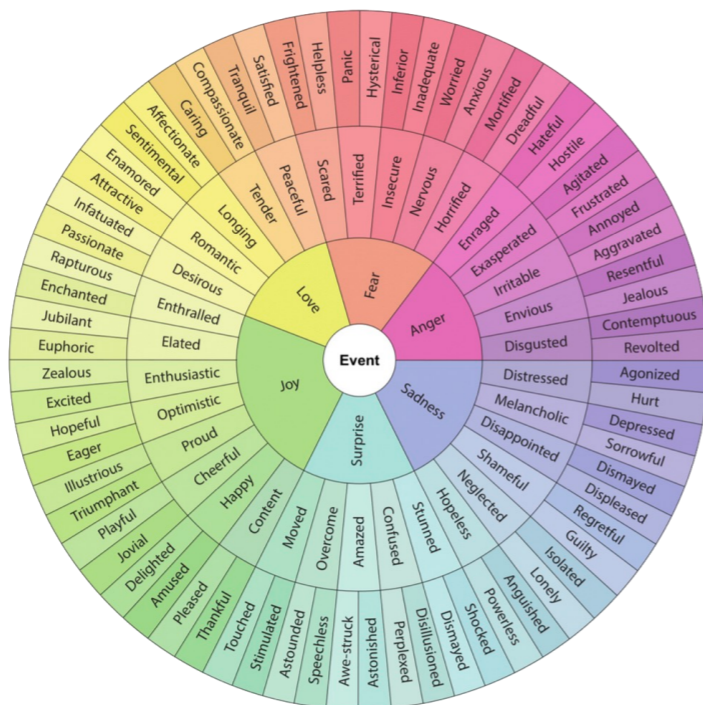 Event
Love
Fear
Anger
Sadness
Surprise
Joy
Scared
Terrified
Insecure
Nervous
Horrified
Enraged
Exasperated
Irritable
Envious
Disgusted
Distressed
Melancholic
Disappointed
Shameful
Neglected
Hopeless
Stunned
Confused
Amazed
Overcome
Moved
Content
Happy
Cheerful
Proud
Optimistic
Enthusiastic
Elated
Enthralled
Desirous
Romantic
Longing
Tender
Peaceful
Helpless
Panic
Hysterical
Inferior
Inadequate
Worried
Anxious
Mortified
Dreadful
Hateful
Hostile
Agitated
Frustrated
Annoyed
Aggravated
Resentful
Jealous
Contemptuous
Revolted
Agonized
Hurt
Depressed
Sorrowful
Dismayed
Displeased
Regretful
Guilty
Isolated
Lonely
Anguished
Powerless
Shocked
Dismayed
Disillusioned
Perplexed
Astonished
Awe-struck
Speechless
Astounded
Stimulated
Touched
Thankful
Pleased
Amused
Delighted
Jovial
Playful
Triumphant
Illustrious
Eager
Hopeful
Excited
Zealous
Euphoric
Jubilant
Enchanted
Rapturous
Passionate
Infatuated
Attractive
Enamored
Sentimental
Affectionate
Caring
Compassionate
Tranquil
Satisfied
Frightened